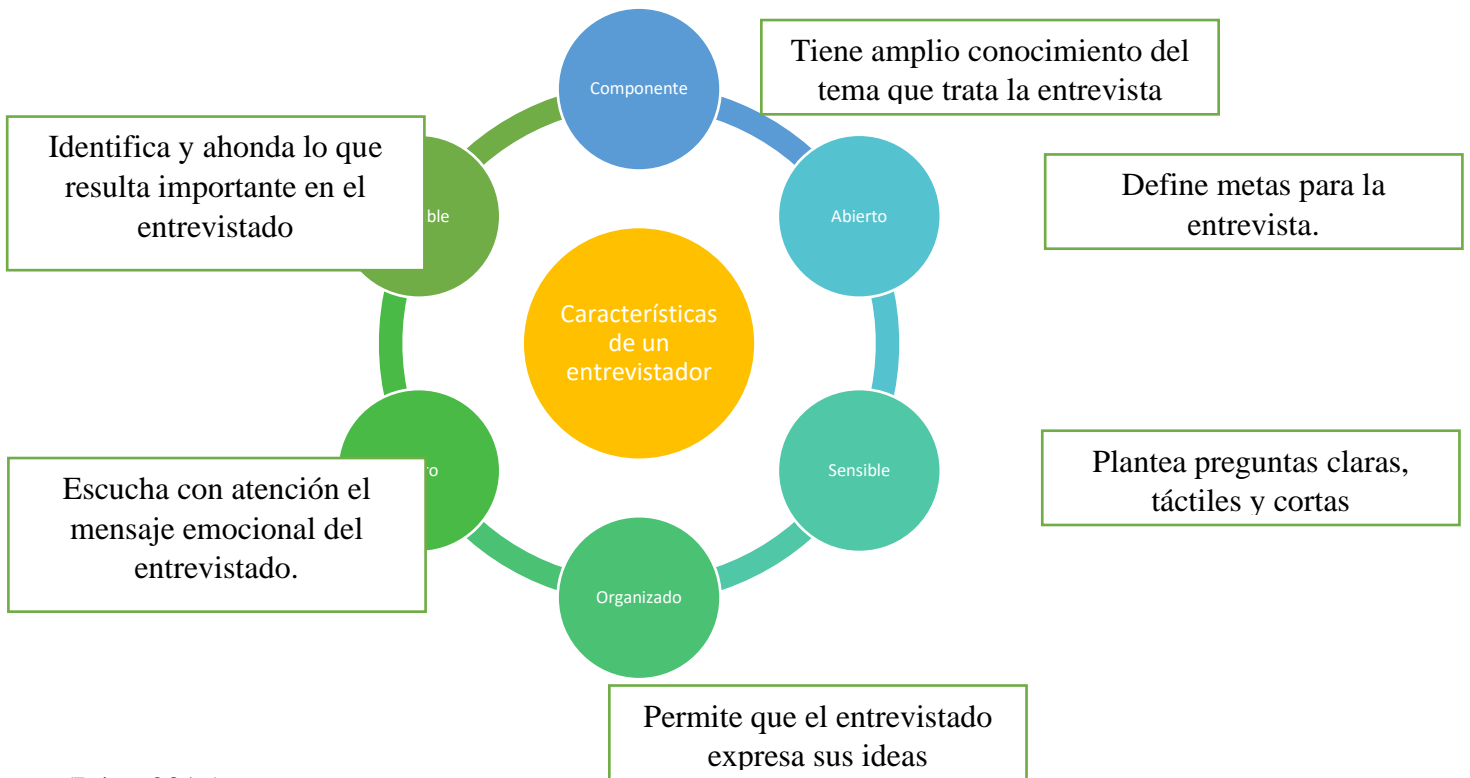 Componente
Tiene amplio conocimiento del
tema que trata la entrevista
Identifica y ahonda lo que
resulta importante en el
entrevistado
ble
Abierto
Define metas para la
entrevista.
Característícas
de un
entrevistador
Escucha con atención el
mensaje emocional del
entrevistado.
Sensible
Plantea preguntas claras,
táctiles y cortas
Organizado
Permite que el entrevistado
expresa sus ideas